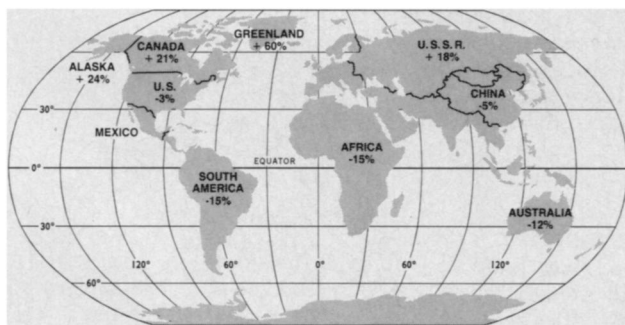 GREENLAND
+ 60%
CANADA
+ 21%
U.S.S.R.
+ 18%
ALASKA
+ 24%
U.S.
-3%
CHINA
-5%
30°
MEXICO
AFRICA
-15%
0°
EQUATOR
SOUTH
AMERICA
-15%
AUSTRALIA
-12%
30°
120°
60°
0°
60°
120°
60°